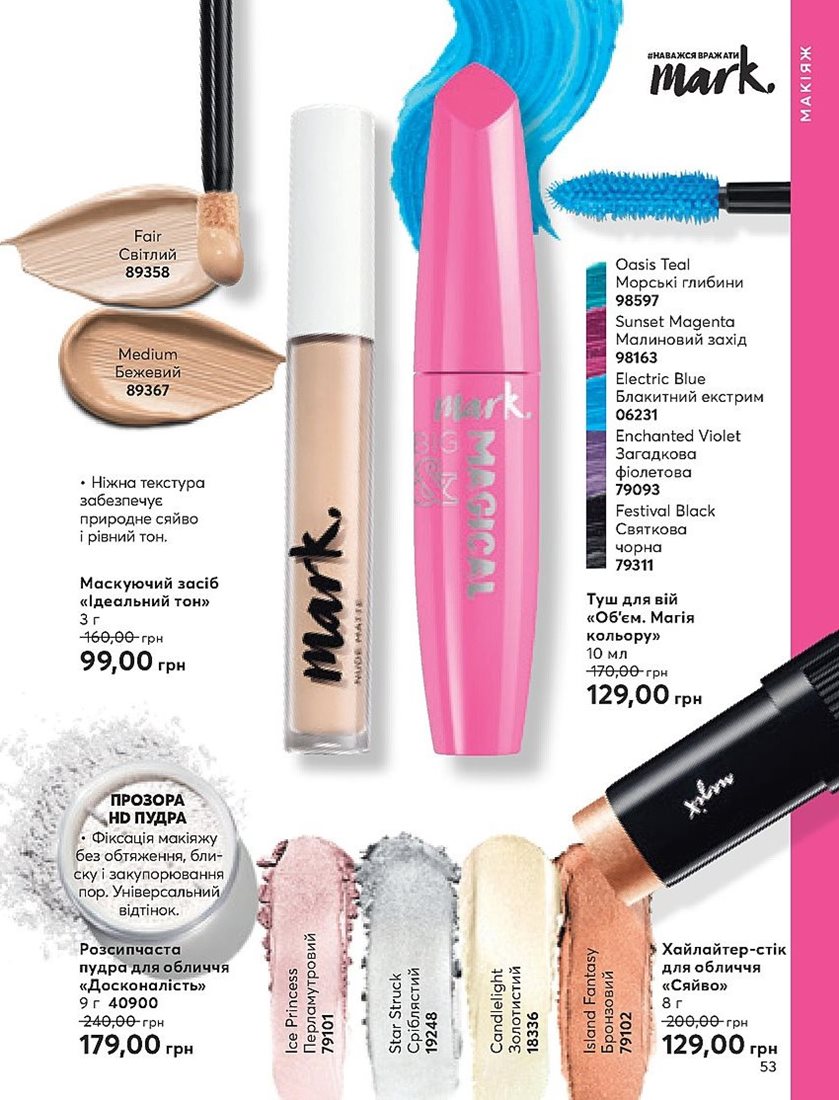 #НАВАЖСЯ ВРАЖАТИ
mark.
МАКІЯЖ
Fair
Світлий
89358
Medium
Бежевий
89367
• Ніжна текстура
забезпечує
природне сяйво
і рівний тон.
Маскуючий засіб
«Ідеальний тон»
3 г
160,00 грн
99,00 грн
mark.
NUDE MATTE
mark.
BIG
MAGICAL
Oasis Teal
Морські глибини
98597
Sunset Magenta
Малиновий захід
98163
Electric Blue
Блакитний екстрим
06231
Enchanted Violet
Загадкова
фіолетова
79093
Festival Black
Святкова
чорна
79311
Туш для вій
«Об'єм. Магія
кольору»
10 мл
170,00 грн
129,00 грн
ПРОЗОРА
HD ПУДРА
• Фіксація макіяжу
без обтяження, бли-
ску і закупорювання
пор. Універсальний
відтінок.
Розсипчаста
пудра для обличчя
«Досконалість»
9 г 40900
240,00 грн
179,00 грн
Ice Princess
Перламутровий
79101
Star Struck
Сріблястий
19248
Candlelight
Золотистий
18336
Island Fantasy
Бронзовий
79102
Хайлайтер-стік
для обличчя
«Сяйво»
8 г
200,00 грн
129,00 грн
53